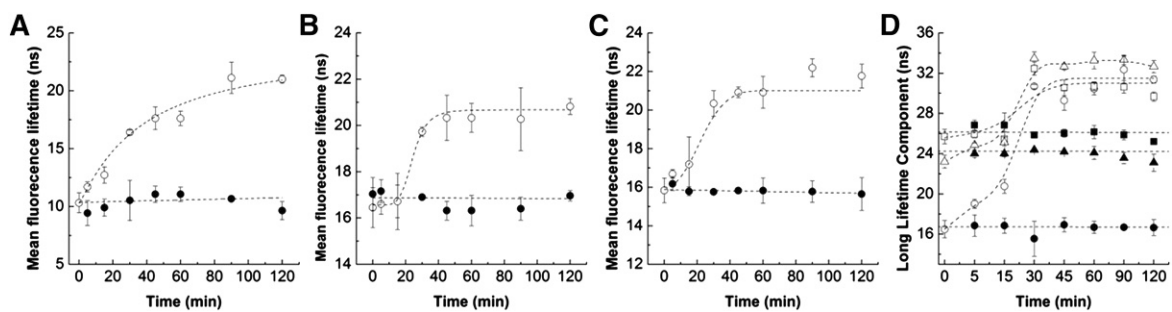 A
Mean fluorescence lifetime (ns)
25
20
15
10
5
0 20 40 60 80 100 120
Time (min)
B
Mean fluorescence lifetime (ns)
24
22
20
18
16
14
0 20 40 60 80 100 120
Time (min)
C
Mean fluorescence lifetime (ns)
24
22
20
18
16
14
12
0 20 40 60 80 100 120
Time (min)
D
Long Lifetime Component (ns)
36
32
28
24
20
16
0 5 15 30 45 60 90 120
Time (min)